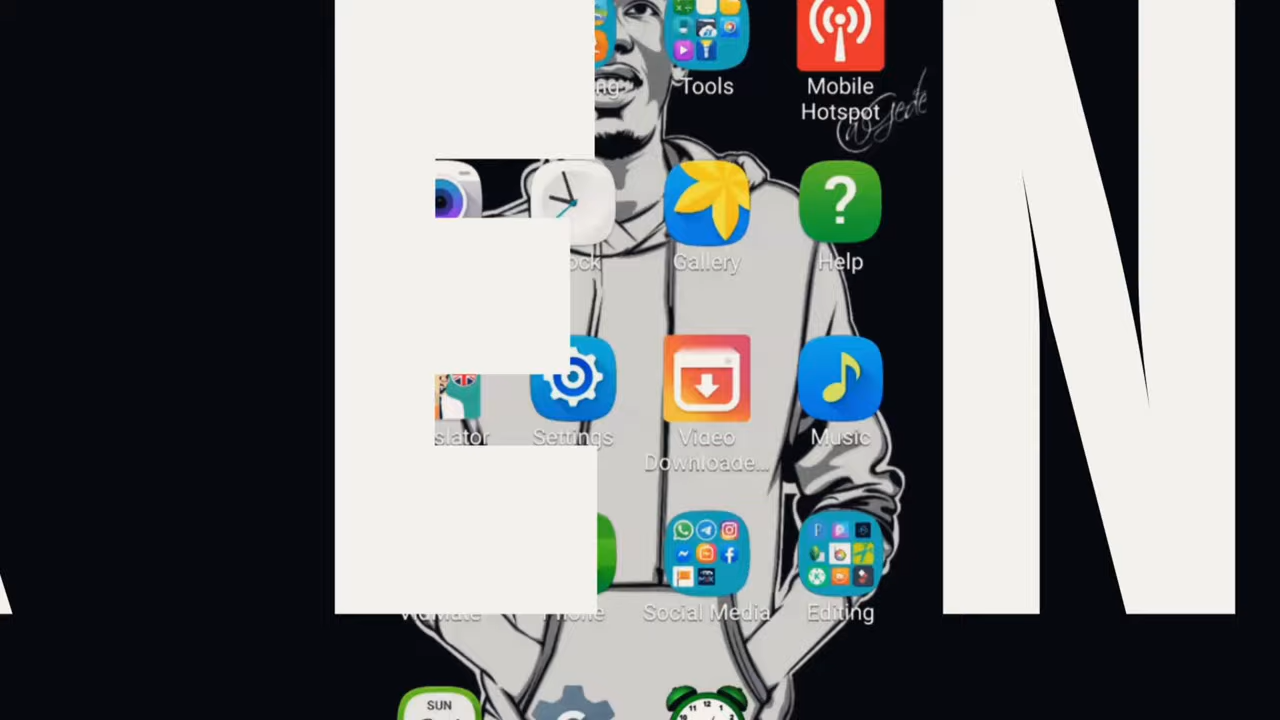 E N
Tools
Mobile
Hotspot
Gallery
Help
Settings
Video
Music
Downloade...
Social Media
Editing
SUN